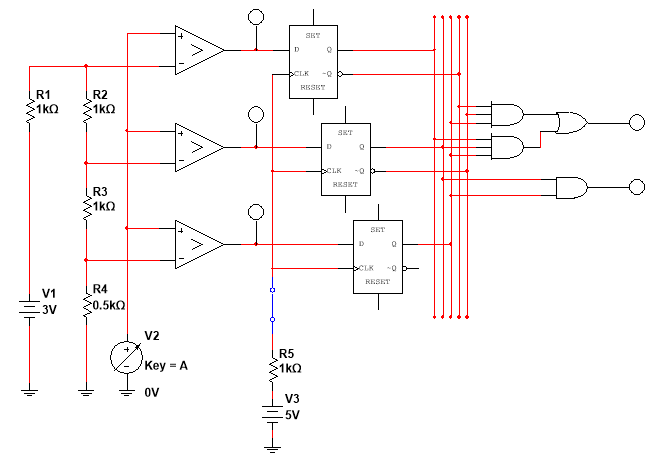 SET
D Q
CLK ~Q
RESET
R1
1kΩ
R2
1kΩ
SET
D Q
CLK ~Q
RESET
R3
1kΩ
SET
D Q
CLK ~Q
RESET
V1
3V
R4
0.5kΩ
V2
Key = A
0V
R5
1kΩ
V3
5V